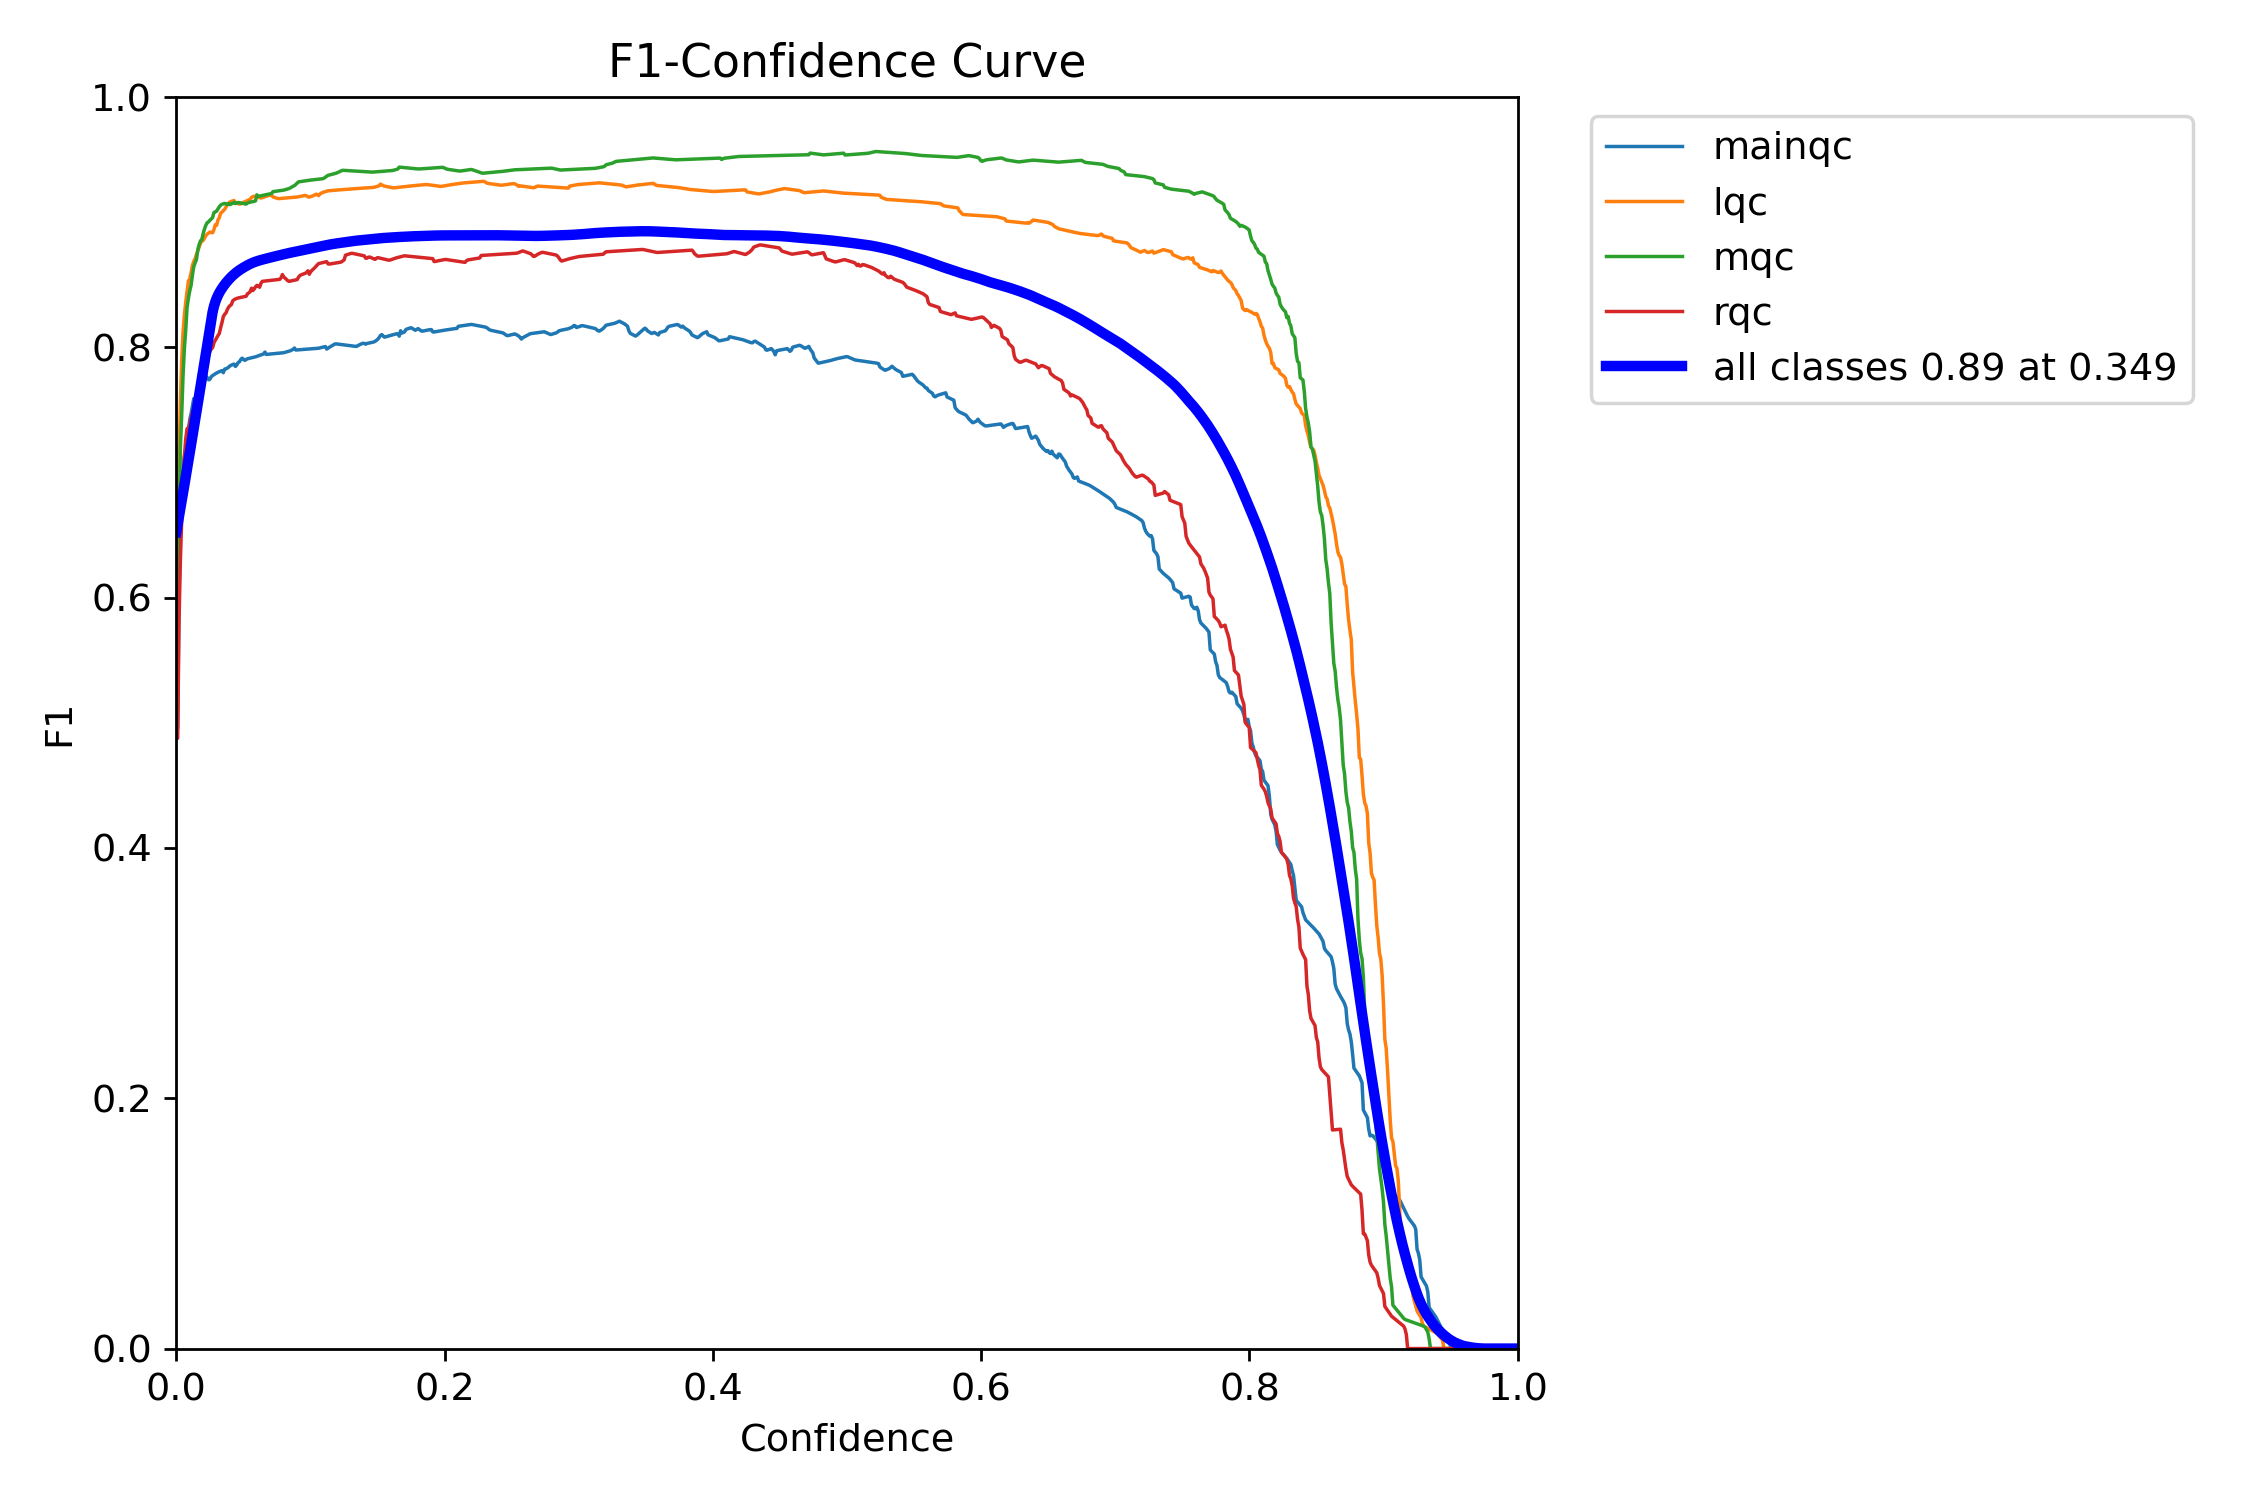 F1-Confidence Curve
1.0
0.8
0.6
0.4
0.2
0.0
F1
0.0 0.2 0.4 0.6 0.8 1.0
Confidence
mainqc
lqc
mqc
rqc
all classes 0.89 at 0.349